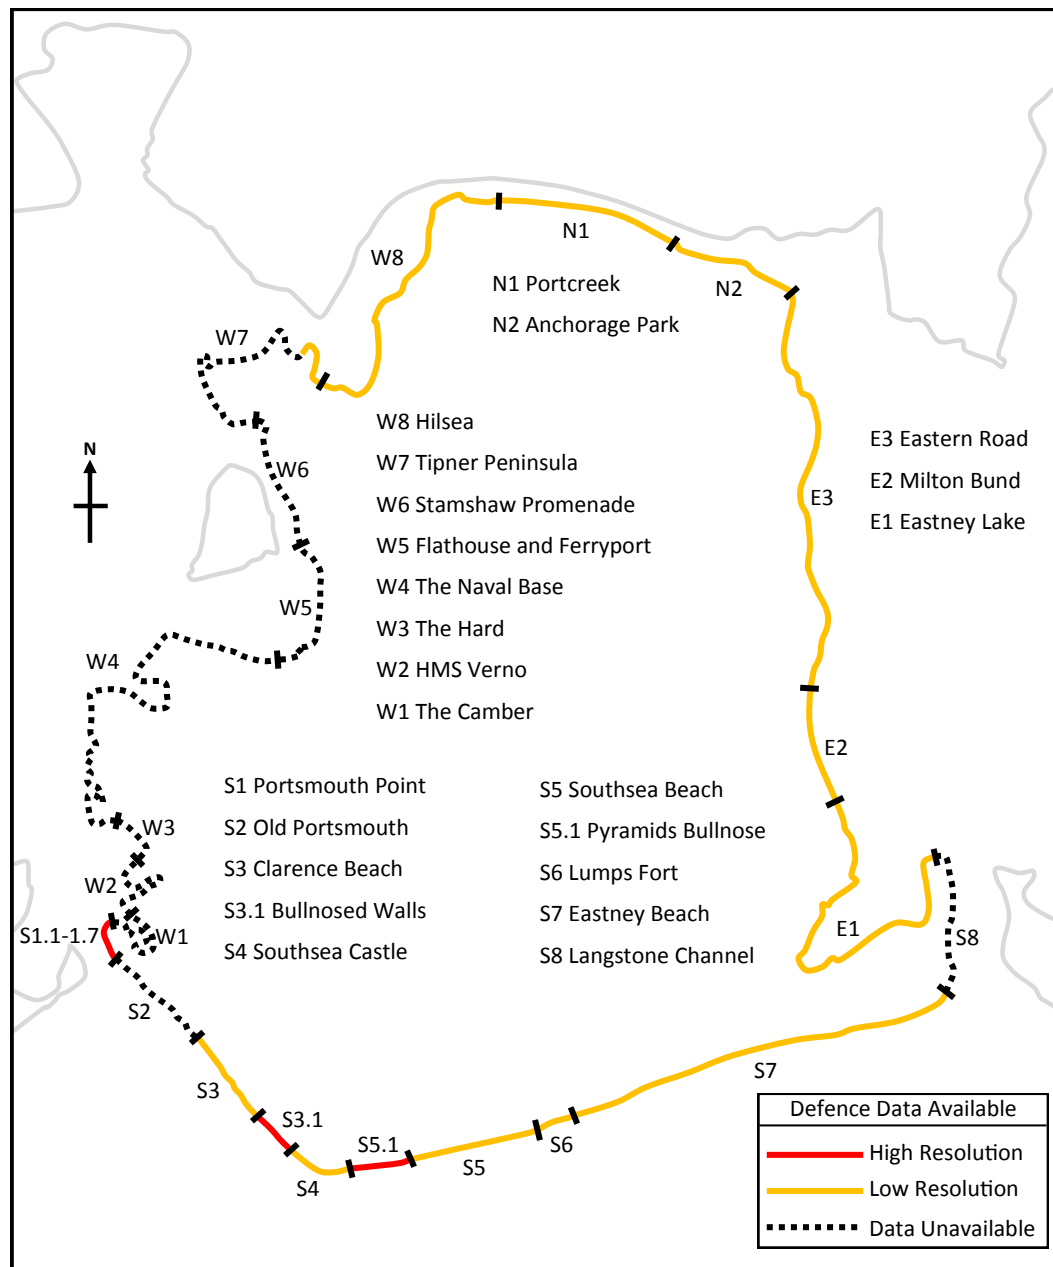 N1
W8
N2
N1 Portcreek
N2 Anchorage Park
W7
W8 Hilsea
W7 Tipner Peninsula
W6 Stamshaw Promenade
W5 Flathouse and Ferryport
W4 The Naval Base
W3 The Hard
W2 HMS Verno
W1 The Camber
E3 Eastern Road
E2 Milton Bund
E1 Eastney Lake
N
W6
E3
W5
W4
E2
S1 Portsmouth Point
S2 Old Portsmouth
S3 Clarence Beach
S3.1 Bullnosed Walls
S4 Southsea Castle
S5 Southsea Beach
S5.1 Pyramids Bullnose
S6 Lumps Fort
S7 Eastney Beach
S8 Langstone Channel
W3
W2
W1
S1.1-1.7
E1
S8
S2
S7
S3
S3.1
S5.1
S6
S5
S4
Defence Data Available
High Resolution
Low Resolution
Data Unavailable